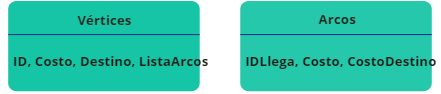 Vértices
ID, Costo, Destino, ListaArcos
Arcos
IDLlega, Costo, CostoDestino